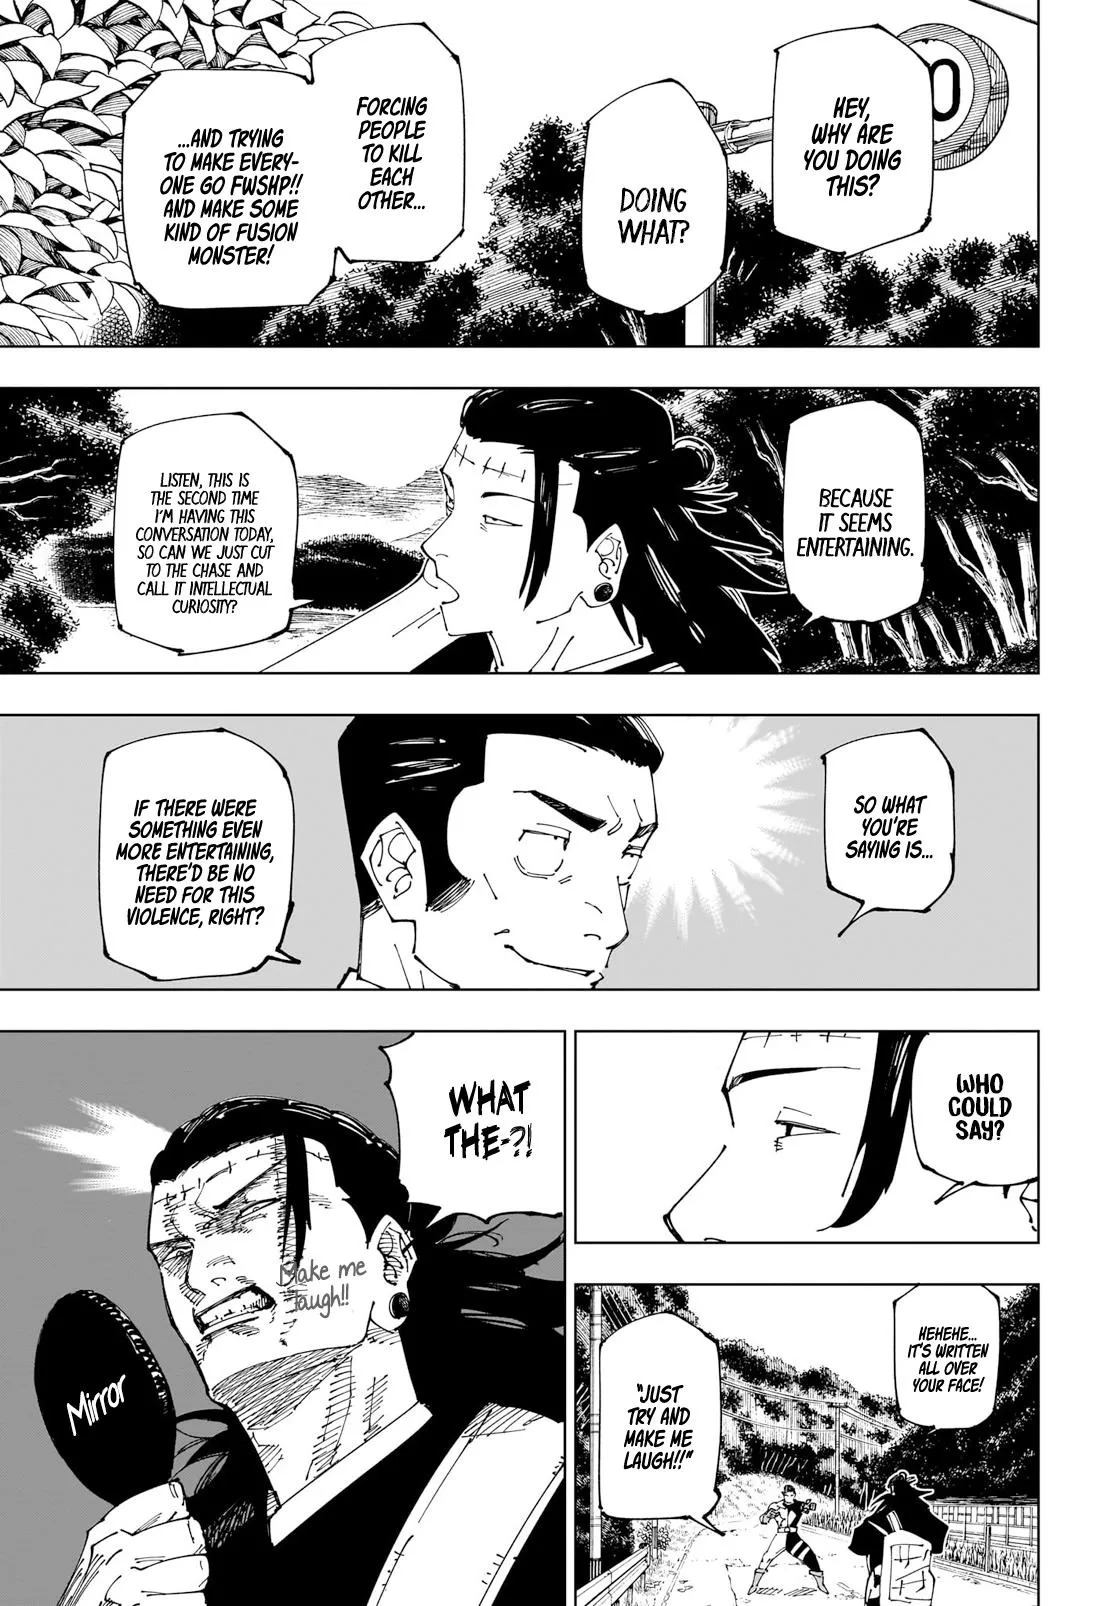 HEY,
WHY ARE
YOU DOING
THIS?
0
DOING
WHAT?
FORCING
PEOPLE
TO KILL
EACH
OTHER...
...AND TRYING
TO MAKE EVERY-
ONE GO FWSHP!!
AND MAKE SOME
KIND OF FUSION
MONSTER!
BECAUSE
IT SEEMS
ENTERTAINING.
LISTEN, THIS IS
THE SECOND TIME
I'M HAVING THIS
CONVERSATION TODAY,
SO CAN WE JUST CUT
TO THE CHASE AND
CALL IT INTELLECTUAL
CURIOSITY?
SO WHAT
YOU'RE
SAYING IS...
IF THERE WERE
SOMETHING EVEN
MORE ENTERTAINING,
THERE'D BE NO
NEED FOR THIS
VIOLENCE, RIGHT?
WHO
COULD
SAY?
HEHEHE...
IT'S WRITTEN
ALL OVER
YOUR FACE!
"JUST
TRY AND
MAKE ME
LAUGH!!"
WHAT
THE-?!
Make me
laugh!!
Mirror